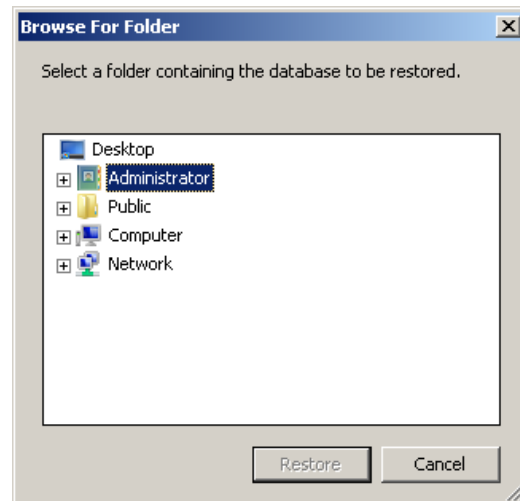 Browse For Folder
Select a folder containing the database to be restored.
Desktop
Administrator
Public
Computer
Network
Restore Cancel